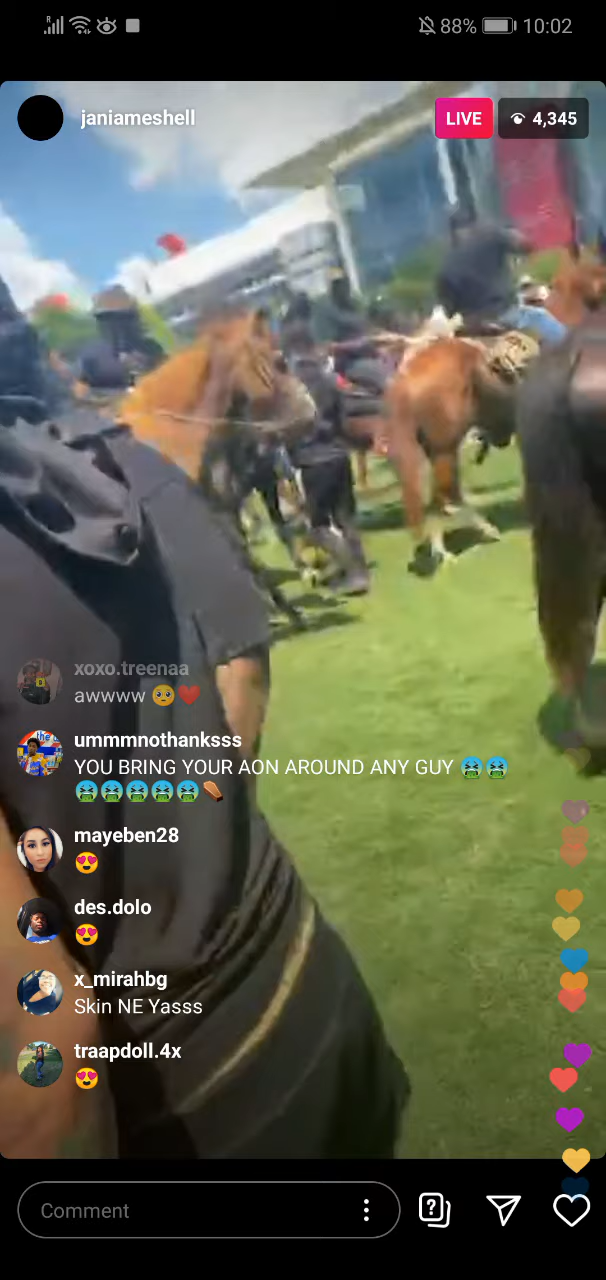 R
88%
10:02
janiameshell
LIVE
4,345
xoxo.treenaa
awwww 🥺❤️
ummmnothanksss
YOU BRING YOUR AON AROUND ANY GUY 🤮🤮
🤮🤮🤮🤮🤮⚰️
mayeben28
😍
des.dolo
😍
x_mirahbg
Skin NE Yasss
traapdoll.4x
😍
Comment